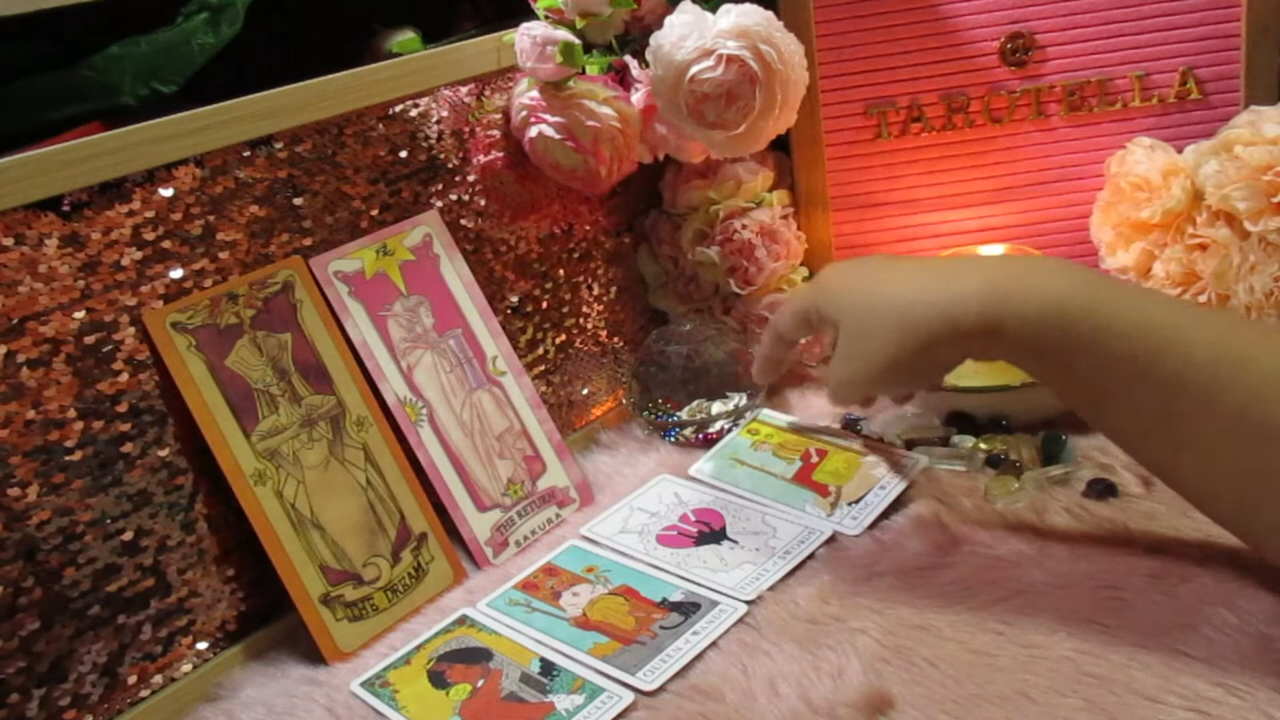 TAROTELLA
THE RETURN
SAKURA
THE DREAM
KING of
THREE of SWORDS
QUEEN of WANDS